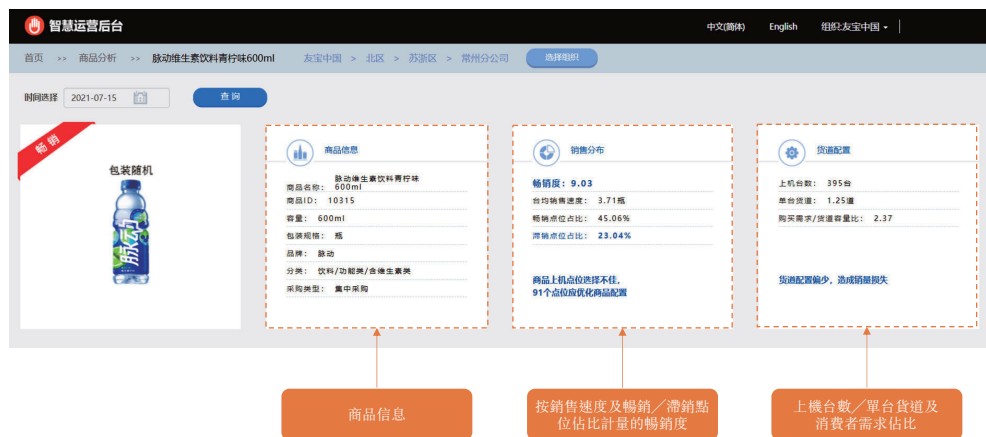 智慧运营后台
中文(簡体) English 组织:友宝中国
首页 >> 商品分析 >> 脉动维生素饮料青柠味600ml 友宝中国 > 北区 > 苏浙区 > 常州分公司 选择组织
时间选择 2021-07-15 查 询
畅 销
包装随机
脉动
商品信息
商品名称: 脉动维生素饮料青柠味
600ml
商品ID: 10315
容量: 600ml
包装规格: 瓶
品牌: 脉动
分类: 饮料/功能类/含维生素类
采购类型: 集中采购
销售分布
畅销度: 9.03
台均销售速度: 3.71瓶
畅销点位占比: 45.06%
滞销点位占比: 23.04%
商品上机点位选择不佳,
91个点位应优化商品配置
货道配置
上机台数: 395台
单台货道: 1.25道
购买需求/货道容量比: 2.37
货道配置偏少, 造成销量损失
商品信息
按銷售速度及暢銷／滯銷點
位佔比計量的暢銷度
上機台數／單台貨道及
消費者需求佔比